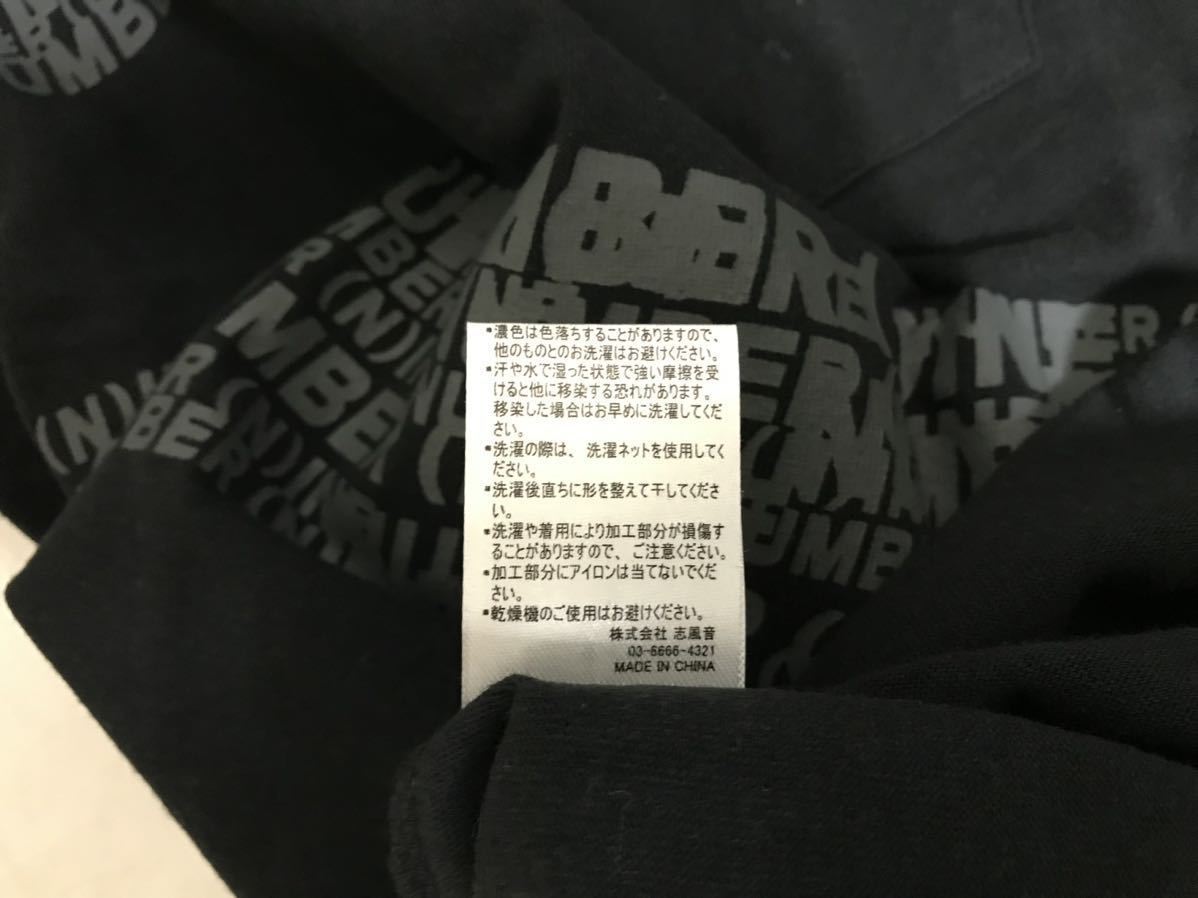 •濃色は色落ちすることがありますので、
他のものとのお洗濯はお避けください。
•汗や水で湿った状態で強い摩擦を受
けると他に移染する恐れがあります。
移染した場合はお早めに洗濯してくだ
さい。
•洗濯の際は、洗濯ネットを使用してく
ださい。
•洗濯後直ちに形を整えて干してくださ
い。
•洗濯や着用により加工部分が損傷す
ることがありますので、ご注意ください。
•加工部分にアイロンは当てないでくだ
さい。
•乾燥機のご使用はお避けください。
株式会社 志風音
03-6666-4321
MADE IN CHINA
MBER
(N)
MBE
(N)
BER
UMB